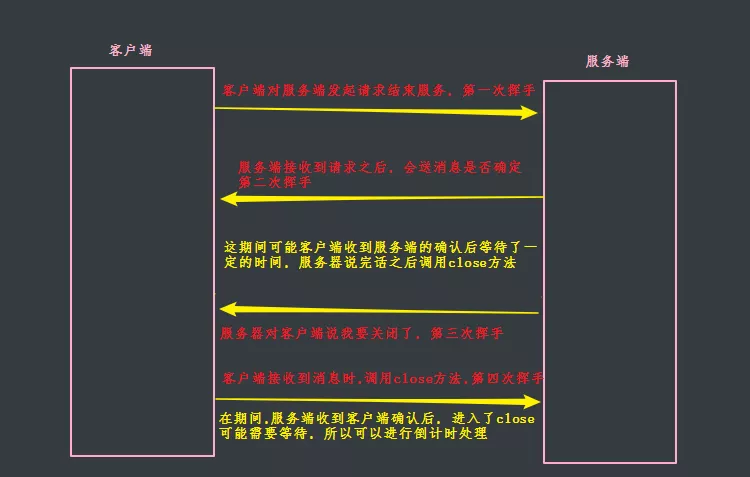 客户端
服务端
客户端对服务端发起请求结束服务，第一次挥手
服务端接收到请求之后，会送消息是否确定
第二次挥手
这期间可能客户端收到服务端的确认后等待了一
定的时间，服务器说完话之后调用close方法
服务器对客户端说我要关闭了，第三次挥手
客户端接收到消息时,调用close方法,第四次挥手
在期间,服务端收到客户端确认后，进入了close
可能需要等待，所以可以进行倒计时处理